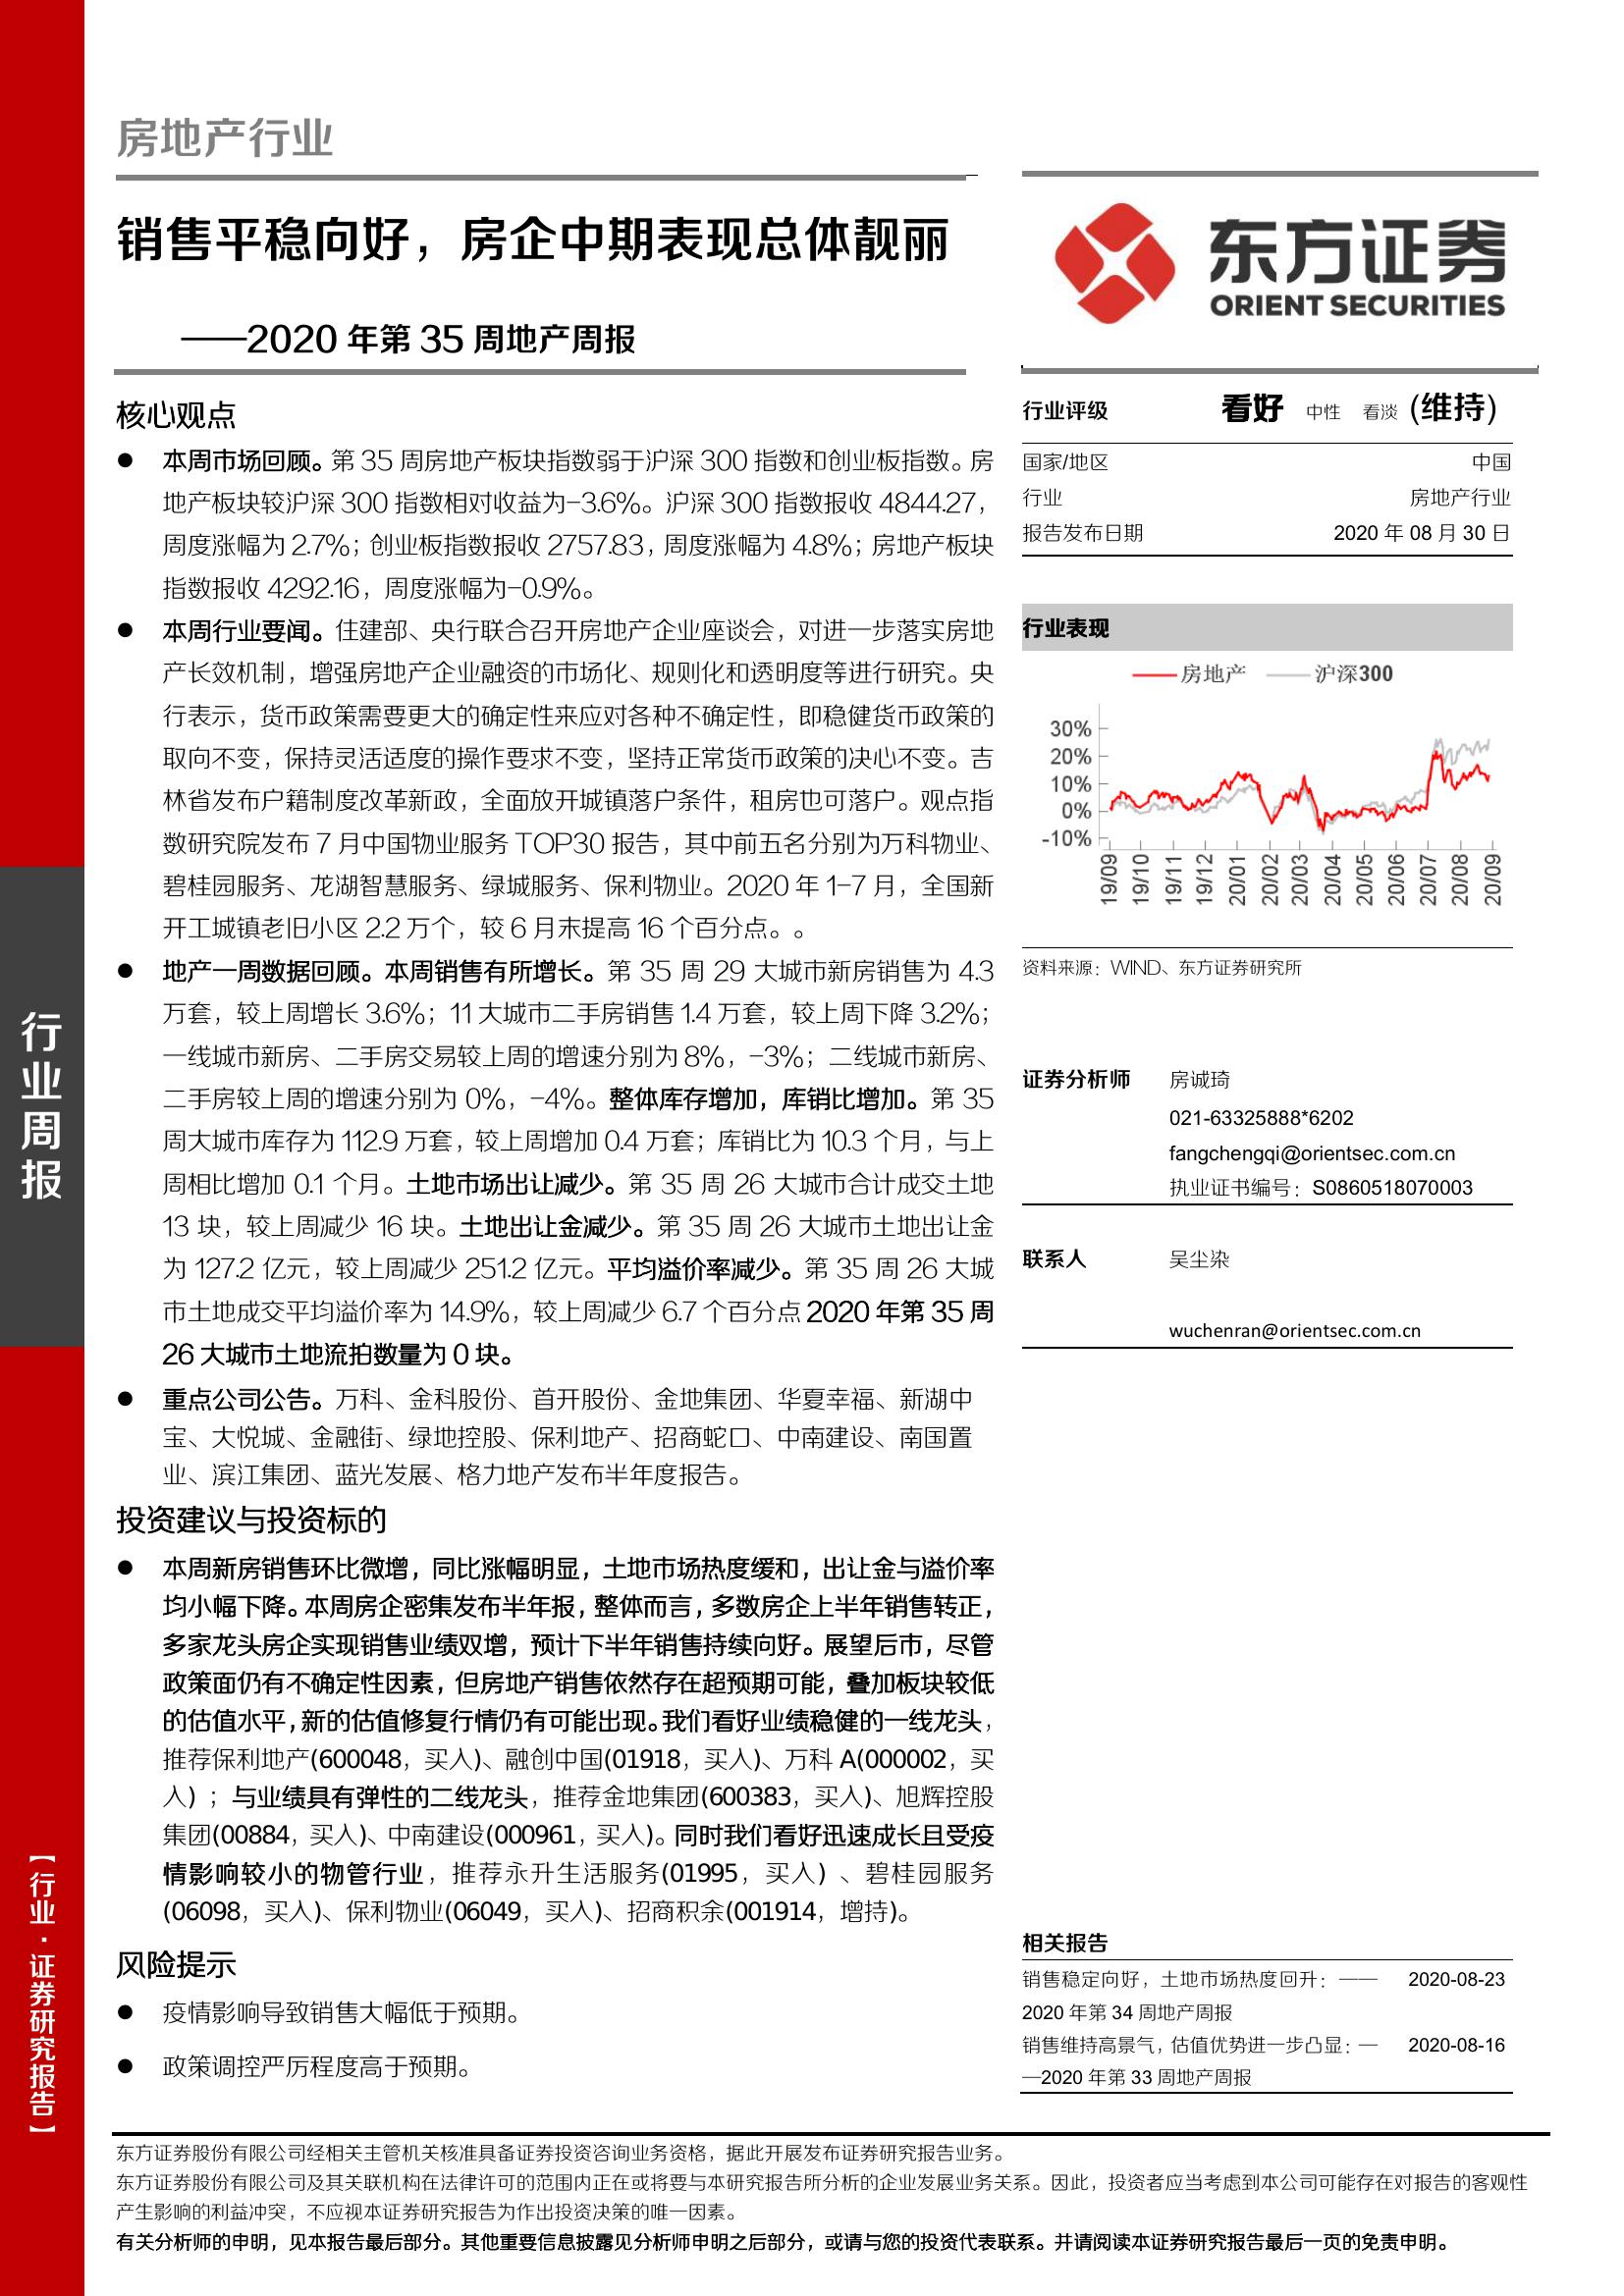 房地产行业
销售平稳向好，房企中期表现总体靓丽
——2020 年第 35 周地产周报
东方证券
ORIENT SECURITIES
核心观点
● 本周市场回顾。第 35 周房地产板块指数弱于沪深 300 指数和创业板指数。房
地产板块较沪深 300 指数相对收益为-3.6%。沪深 300 指数报收 4844.27，
周度涨幅为 2.7%；创业板指数报收 2757.83，周度涨幅为 4.8%；房地产板块
指数报收 4292.16，周度涨幅为-0.9%。
● 本周行业要闻。住建部、央行联合召开房地产企业座谈会，对进一步落实房地
产长效机制，增强房地产企业融资的市场化、规则化和透明度等进行研究。央
行表示，货币政策需要更大的确定性来应对各种不确定性，即稳健货币政策的
取向不变，保持灵活适度的操作要求不变，坚持正常货币政策的决心不变。吉
林省发布户籍制度改革新政，全面放开城镇落户条件，租房也可落户。观点指
数研究院发布 7 月中国物业服务 TOP30 报告，其中前五名分别为万科物业、
碧桂园服务、龙湖智慧服务、绿城服务、保利物业。2020 年 1-7 月，全国新
开工城镇老旧小区 2.2 万个，较 6 月末提高 16 个百分点。。
● 地产一周数据回顾。本周销售有所增长。第 35 周 29 大城市新房销售为 4.3
万套，较上周增长 3.6%；11 大城市二手房销售 1.4 万套，较上周下降 3.2%；
一线城市新房、二手房交易较上周的增速分别为 8%，-3%；二线城市新房、
二手房较上周的增速分别为 0%，-4%。整体库存增加，库销比增加。第 35
周大城市库存为 112.9 万套，较上周增加 0.4 万套；库销比为 10.3 个月，与上
周相比增加 0.1 个月。土地市场出让减少。第 35 周 26 大城市合计成交土地
13 块，较上周减少 16 块。土地出让金减少。第 35 周 26 大城市土地出让金
为 127.2 亿元，较上周减少 251.2 亿元。平均溢价率减少。第 35 周 26 大城
市土地成交平均溢价率为 14.9%，较上周减少 6.7 个百分点 2020 年第 35 周
26 大城市土地流拍数量为 0 块。
● 重点公司公告。万科、金科股份、首开股份、金地集团、华夏幸福、新湖中
宝、大悦城、金融街、绿地控股、保利地产、招商蛇口、中南建设、南国置
业、滨江集团、蓝光发展、格力地产发布半年度报告。
投资建议与投资标的
● 本周新房销售环比微增，同比涨幅明显，土地市场热度缓和，出让金与溢价率
均小幅下降。本周房企密集发布半年报，整体而言，多数房企上半年销售转正，
多家龙头房企实现销售业绩双增，预计下半年销售持续向好。展望后市，尽管
政策面仍有不确定性因素，但房地产销售依然存在超预期可能，叠加板块较低
的估值水平，新的估值修复行情仍有可能出现。我们看好业绩稳健的一线龙头，
推荐保利地产(600048，买入)、融创中国(01918，买入)、万科 A(000002，买
入)；与业绩具有弹性的二线龙头，推荐金地集团(600383，买入)、旭辉控股
集团(00884，买入)、中南建设(000961，买入)。同时我们看好迅速成长且受疫
情影响较小的物管行业，推荐永升生活服务(01995，买入)、碧桂园服务
(06098，买入)、保利物业(06049，买入)、招商积余(001914，增持)。
风险提示
● 疫情影响导致销售大幅低于预期。
● 政策调控严厉程度高于预期。
行业评级 看好 中性 看淡 (维持)
国家/地区 中国
行业 房地产行业
报告发布日期 2020 年 08 月 30 日
行业表现
房地产 沪深300
30%
20%
10%
0%
-10%
19/09 19/10 19/11 19/12 20/01 20/02 20/03 20/04 20/05 20/06 20/07 20/08 20/09
资料来源：WIND、东方证券研究所
证券分析师 房诚琦
021-63325888*6202
fangchengqi@orientsec.com.cn
执业证书编号：S0860518070003
联系人 吴尘染
wuchenran@orientsec.com.cn
相关报告
销售稳定向好，土地市场热度回升：—— 2020-08-23
2020 年第 34 周地产周报
销售维持高景气，估值优势进一步凸显：— 2020-08-16
—2020 年第 33 周地产周报
行业周报
【行业·证券研究报告】
东方证券股份有限公司经相关主管机关核准具备证券投资咨询业务资格，据此开展发布证券研究报告业务。
东方证券股份有限公司及其关联机构在法律许可的范围内正在或将要与本研究报告所分析的企业发展业务关系。因此，投资者应当考虑到本公司可能存在对报告的客观性
产生影响的利益冲突，不应视本证券研究报告为作出投资决策的唯一因素。
有关分析师的申明，见本报告最后部分。其他重要信息披露见分析师申明之后部分，或请与您的投资代表联系。并请阅读本证券研究报告最后一页的免责申明。